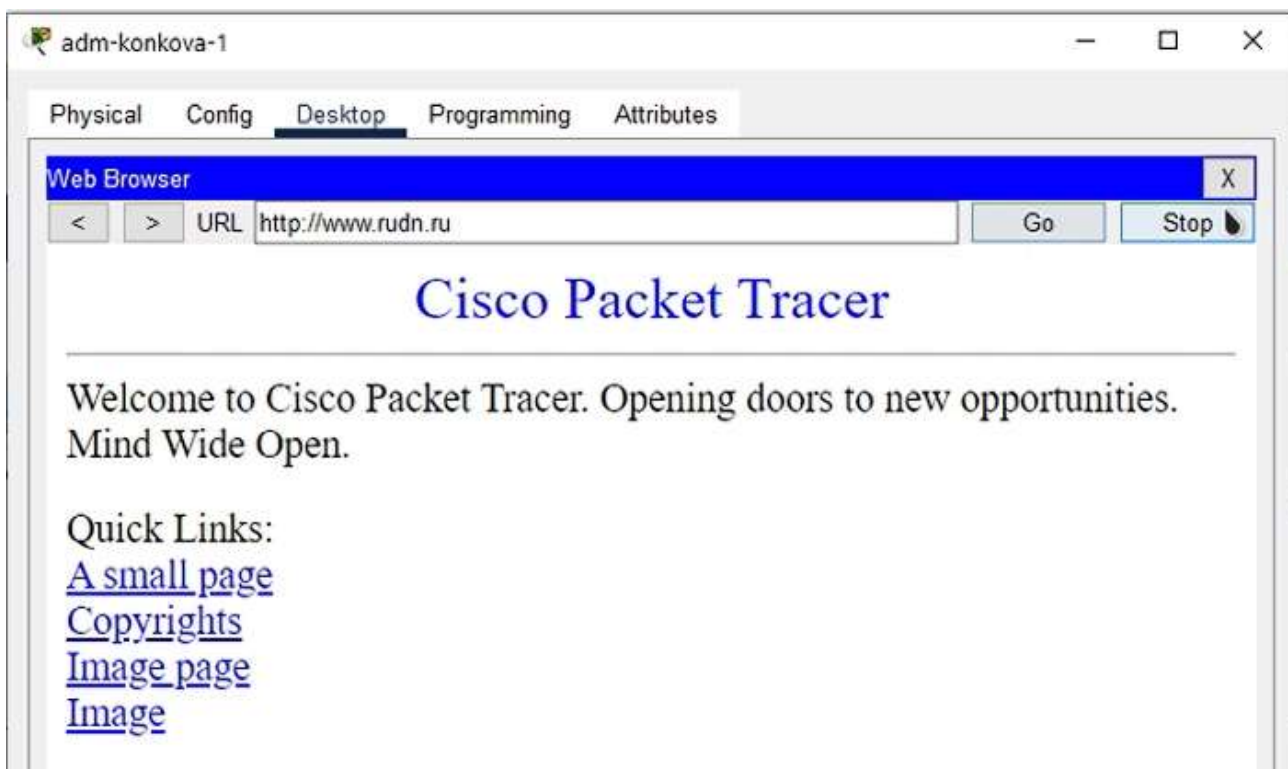 adm-konkova-1
Physical Config Desktop Programming Attributes
Web Browser X
< > URL http://www.rudn.ru Go Stop
Cisco Packet Tracer
Welcome to Cisco Packet Tracer. Opening doors to new opportunities.
Mind Wide Open.
Quick Links:
A small page
Copyrights
Image page
Image